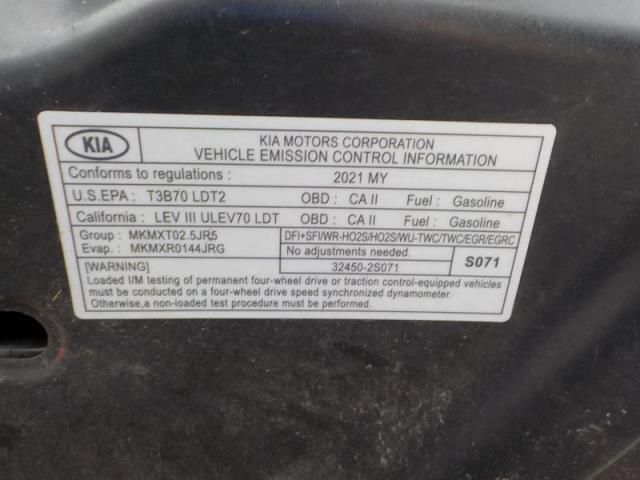 KIA KIA MOTORS CORPORATION
VEHICLE EMISSION CONTROL INFORMATION
Conforms to regulations : 2021 MY
U.S.EPA : T3B70 LDT2 OBD : CA II Fuel : Gasoline
California : LEV III ULEV70 LDT OBD : CA II Fuel : Gasoline
Group : MKMXT02.5JR5 DFI+SFI/WR-HO2S/HO2S/WU-TWC/TWC/EGR/EGRC
Evap. : MKMXR0144JRG No adjustments needed. S071
[WARNING] 32450-2S071
Loaded I/M testing of permanent four-wheel drive or traction control-equipped vehicles
must be conducted on a four-wheel drive speed synchronized dynamometer.
Otherwise,a non-loaded test procedure must be performed.